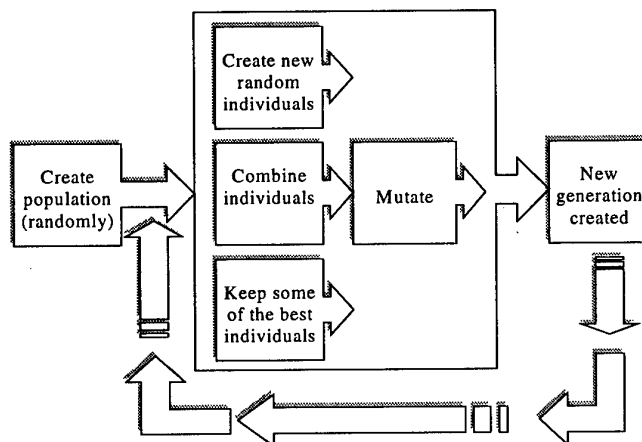 Create new
random
individuals
Create
population
(randomly)
Combine
individuals
Mutate
New
generation
created
Keep some
of the best
individuals